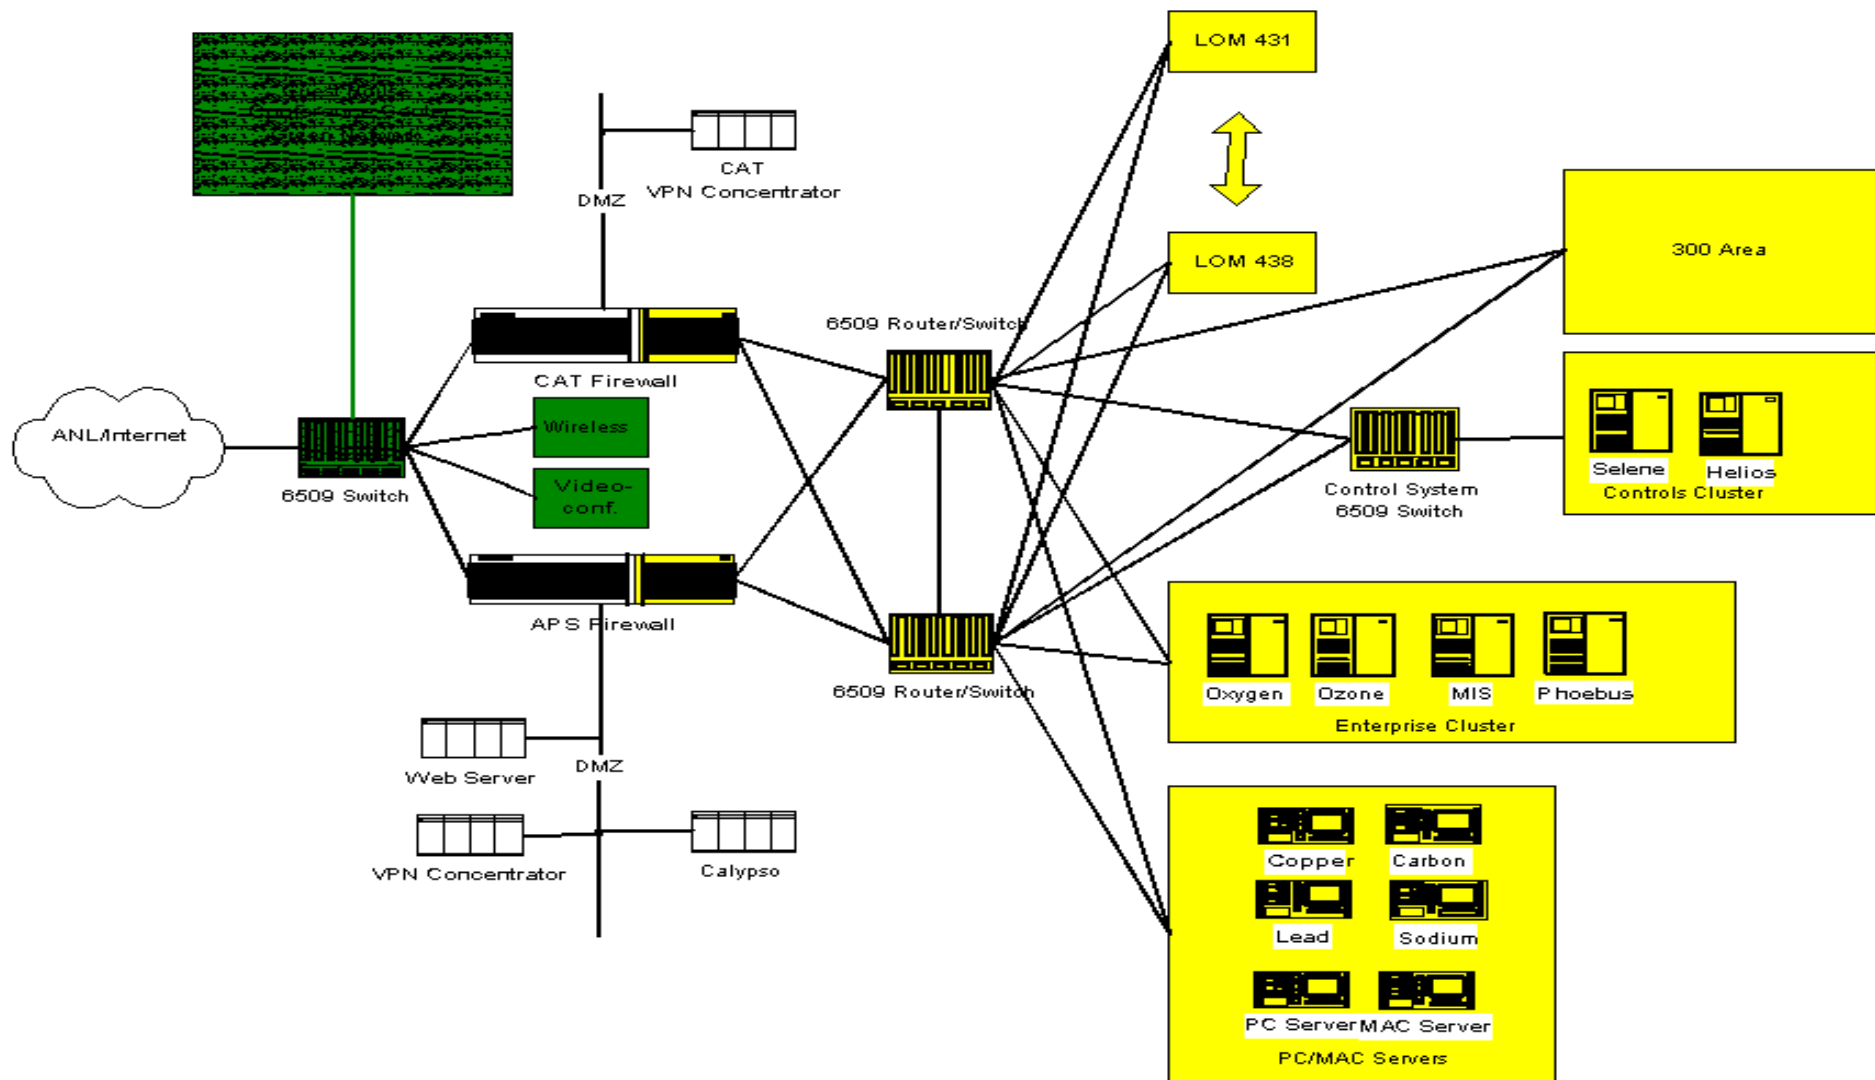 LOM 431
CAT
VPN Concentrator
DMZ
LOM 438
300 Area
6509 Router/Switch
CAT Firewall
Wireless
ANL/Internet
Video-
conf.
6509 Switch
Selene
Helios
Controls Cluster
Control System
6509 Switch
APS Firewall
6509 Router/Switch
Oxygen
Ozone
MIS
Phoebus
Enterprise Cluster
Web Server
DMZ
VPN Concentrator
Calypso
Copper
Carbon
Lead
Sodium
PC Server
MAC Server
PC/MAC Servers